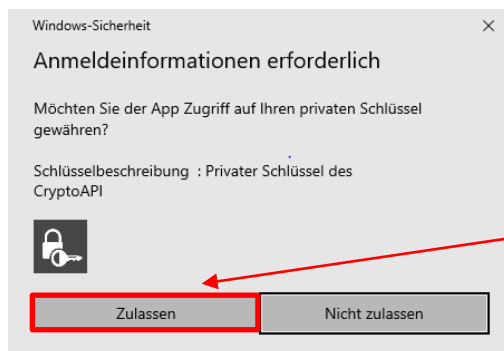 Windows-Sicherheit
Anmeldeinformationen erforderlich
Möchten Sie der App Zugriff auf Ihren privaten Schlüssel
gewähren?
Schlüsselbeschreibung : Privater Schlüssel des
CryptoAPI
Zulassen
Nicht zulassen